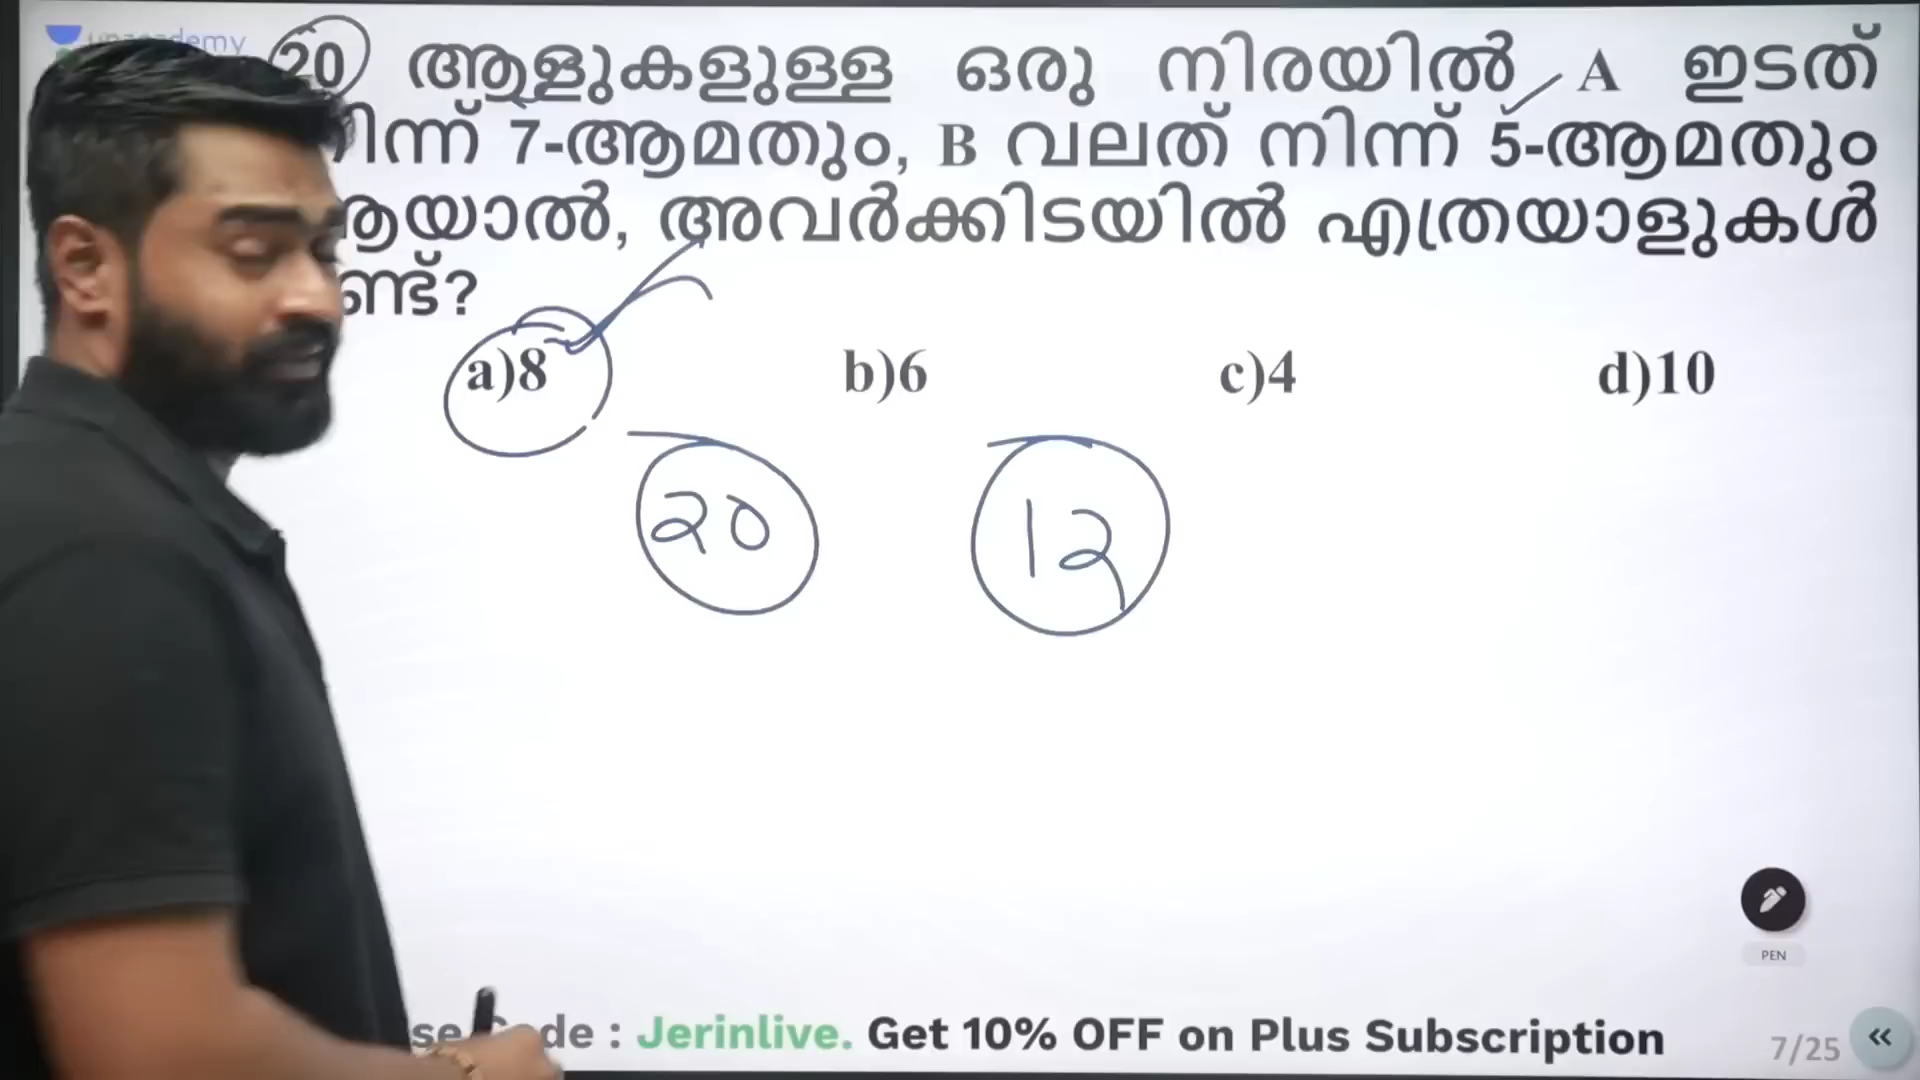 20 ആളുകളുള്ള ഒരു നിരയിൽ A ഇടത്
നിന്ന് 7-ആമതും, B വലത് നിന്ന് 5-ആമതും
ആയാൽ, അവർക്കിടയിൽ എത്രയാളുകൾ
ണ്ട്?
a)8 b)6 c)4 d)10
20 12
PEN
de : Jerinlive. Get 10% OFF on Plus Subscription
7/25